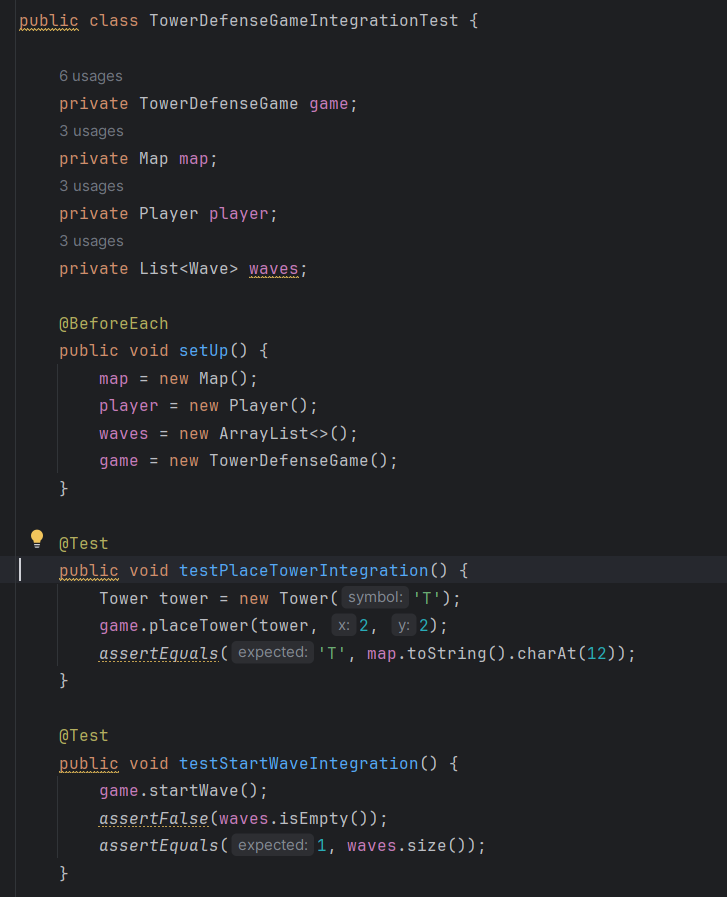 public class TowerDefenseGameIntegrationTest {
6 usages
private TowerDefenseGame game;
3 usages
private Map map;
3 usages
private Player player;
3 usages
private List<Wave> waves;
@BeforeEach
public void setUp() {
map = new Map();
player = new Player();
waves = new ArrayList<>();
game = new TowerDefenseGame();
}
@Test
public void testPlaceTowerIntegration() {
Tower tower = new Tower( symbol: 'T');
game.placeTower(tower, x: 2, y: 2);
assertEquals( expected: 'T', map.toString().charAt(12));
}
@Test
public void testStartWaveIntegration() {
game.startWave();
assertFalse(waves.isEmpty());
assertEquals( expected: 1, waves.size());
}